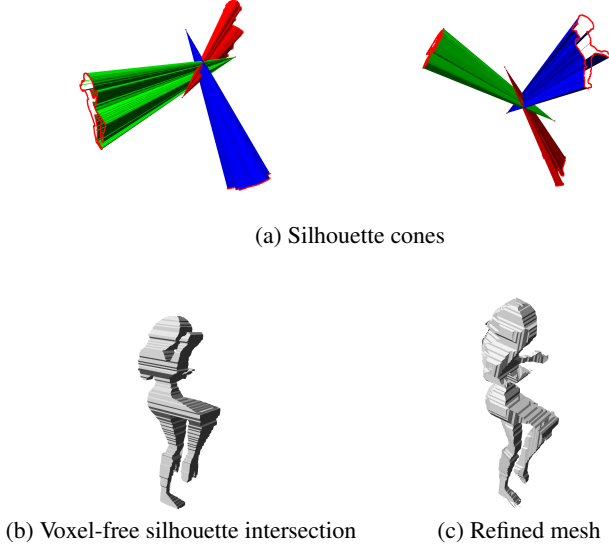 (a) Silhouette cones
(b) Voxel-free silhouette intersection
(c) Refined mesh